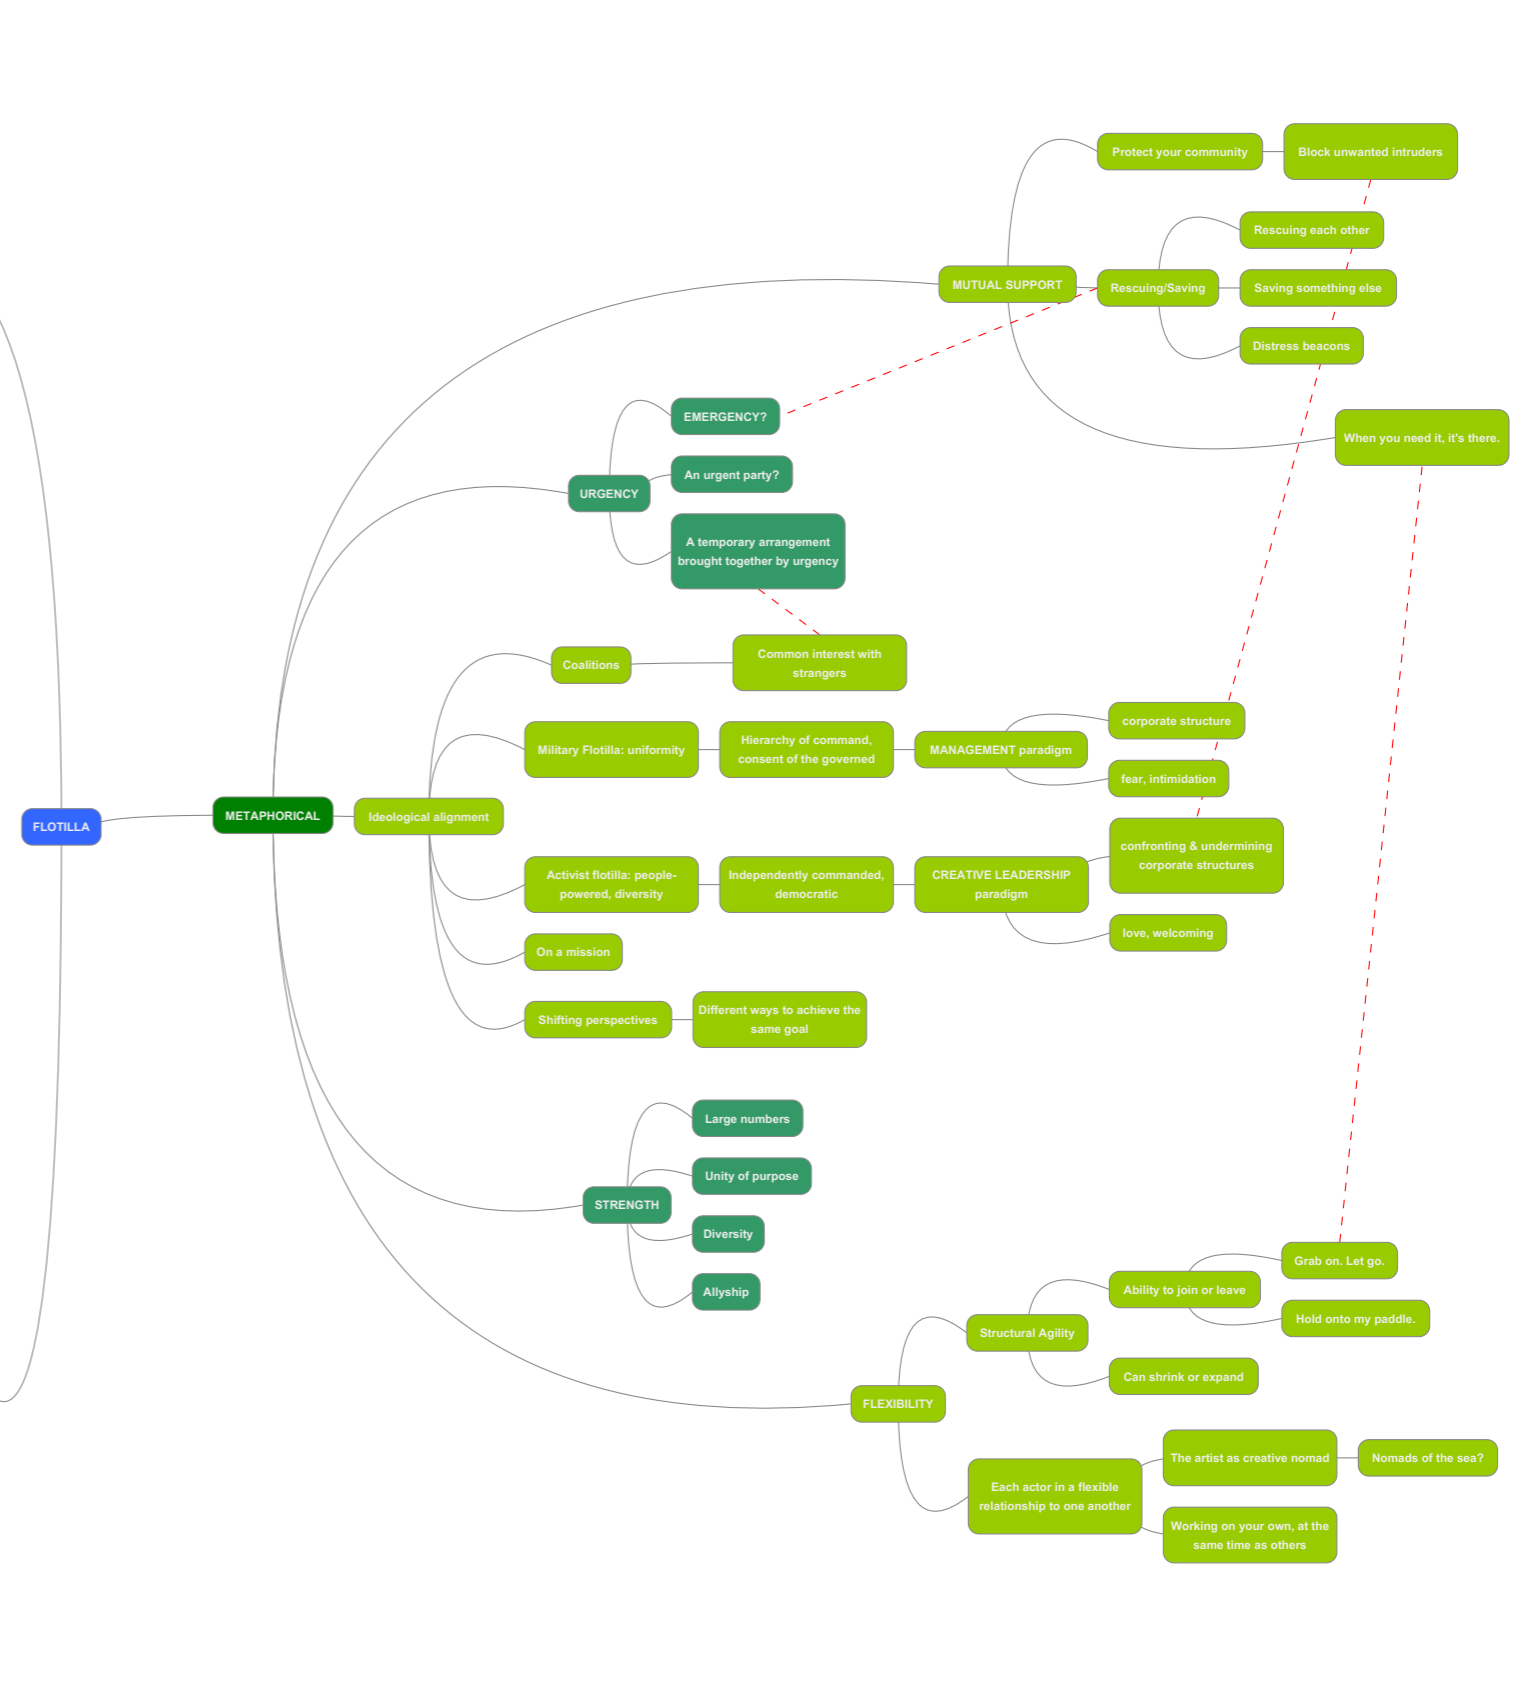 FLOTILLA
METAPHORICAL
MUTUAL SUPPORT
Protect your community
Block unwanted intruders
Rescuing/Saving
Rescuing each other
Saving something else
Distress beacons
When you need it, it's there.
URGENCY
EMERGENCY?
An urgent party?
A temporary arrangement
brought together by urgency
Ideological alignment
Coalitions
Common interest with
strangers
Military Flotilla: uniformity
Hierarchy of command,
consent of the governed
MANAGEMENT paradigm
corporate structure
fear, intimidation
Activist flotilla: people-
powered, diversity
Independently commanded,
democratic
CREATIVE LEADERSHIP
paradigm
confronting & undermining
corporate structures
love, welcoming
On a mission
Shifting perspectives
Different ways to achieve the
same goal
STRENGTH
Large numbers
Unity of purpose
Diversity
Allyship
FLEXIBILITY
Structural Agility
Ability to join or leave
Grab on. Let go.
Hold onto my paddle.
Can shrink or expand
Each actor in a flexible
relationship to one another
The artist as creative nomad
Nomads of the sea?
Working on your own, at the
same time as others